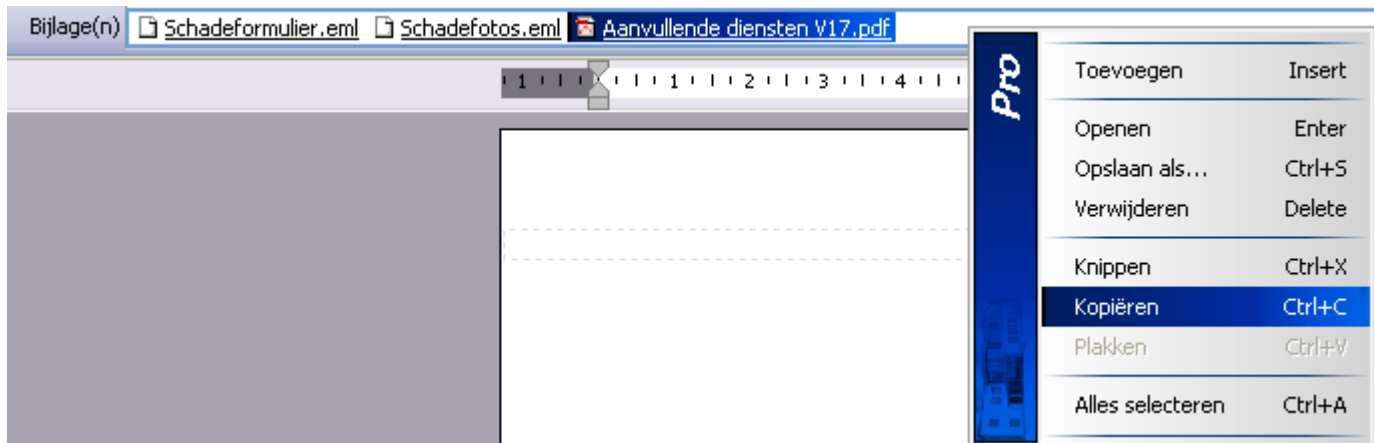 Bijlage(n) Schadeformulier.eml Schadefotos.eml Aanvullende diensten V17.pdf
1 1 2 3 4
Pro
Toevoegen Insert
Openen Enter
Opslaan als... Ctrl+S
Verwijderen Delete
Knippen Ctrl+X
Kopiëren Ctrl+C
Plakken Ctrl+V
Alles selecteren Ctrl+A